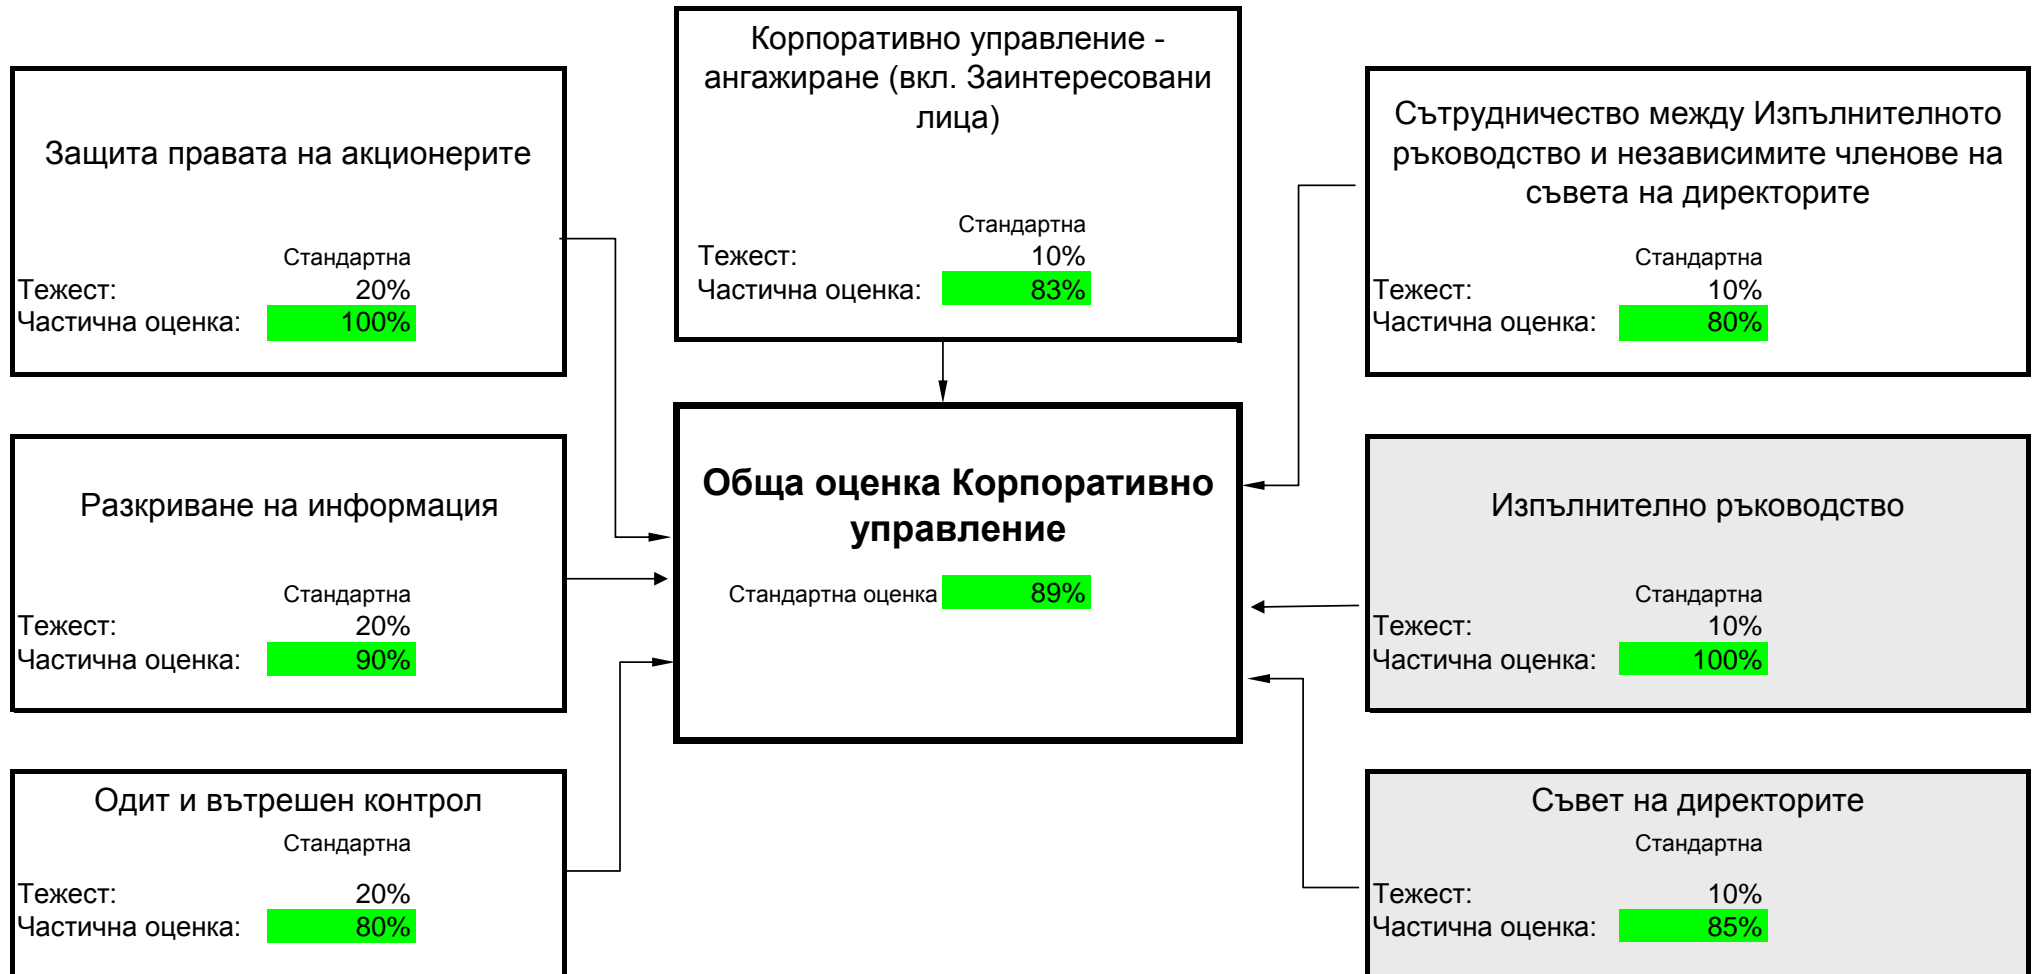 Корпоративно управление -
ангажиране (вкл. Заинтересовани
лица)
Стандартна
Тежест: 10%
Частична оценка: 83%
Защита правата на акционерите
Стандартна
Тежест: 20%
Частична оценка: 100%
Сътрудничество между Изпълнителното
ръководство и независимите членове на
съвета на директорите
Стандартна
Тежест: 10%
Частична оценка: 80%
Разкриване на информация
Стандартна
Тежест: 20%
Частична оценка: 90%
Обща оценка Корпоративно
управление
Стандартна оценка 89%
Изпълнително ръководство
Стандартна
Тежест: 10%
Частична оценка: 100%
Одит и вътрешен контрол
Стандартна
Тежест: 20%
Частична оценка: 80%
Съвет на директорите
Стандартна
Тежест: 10%
Частична оценка: 85%